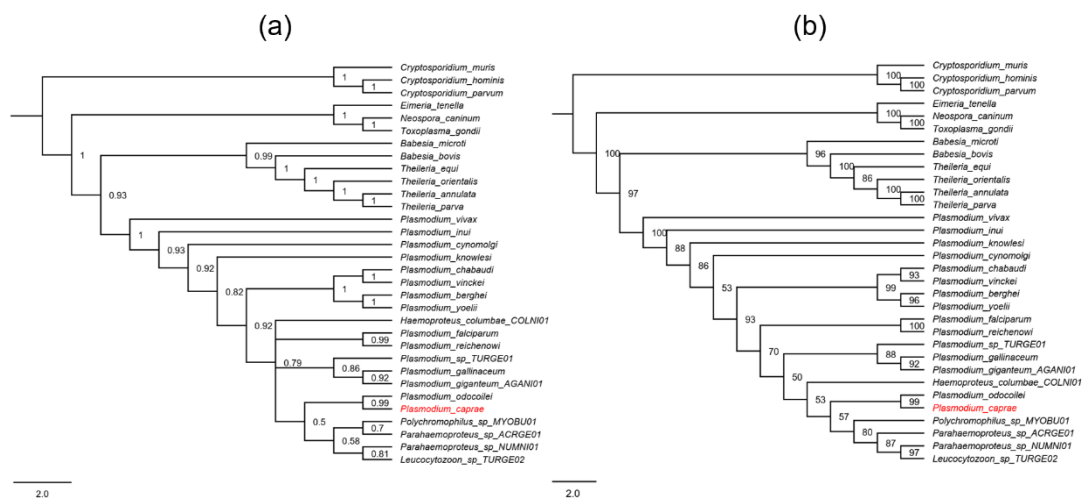 (a)
Cryptosporidium_muris
1
Cryptosporidium_hominis
1
Cryptosporidium_parvum
Eimeria_tenella
1
Neospora_caninum
1
Toxoplasma_gondii
1
Babesia_microti
0.99
Babesia_bovis
1
Theileria_equi
1
Theileria_orientalis
1
Theileria_annulata
1
Theileria_parva
0.93
Plasmodium_vivax
1
Plasmodium_inui
0.93
Plasmodium_cynomolgi
0.92
Plasmodium_knowlesi
0.82
Plasmodium_chabaudi
1
Plasmodium_vinckei
1
Plasmodium_berghei
1
Plasmodium_yoelii
0.92
Haemoproteus_columbae_COLNI01
Plasmodium_falciparum
0.99
Plasmodium_reichenowi
0.79
Plasmodium_sp_TURGE01
0.86
Plasmodium_gallinaceum
0.92
Plasmodium_giganteum_AGANI01
Plasmodium_odocoilei
0.99
Plasmodium_caprae
0.5
Polychromophilus_sp_MYOBU01
0.7
Parahaemoproteus_sp_ACRGE01
0.58
Parahaemoproteus_sp_NUMNI01
0.81
Leucocytozoon_sp_TURGE02
2.0
(b)
Cryptosporidium_muris
100
Cryptosporidium_hominis
100
Cryptosporidium_parvum
Eimeria_tenella
100
Neospora_caninum
100
Toxoplasma_gondii
100
Babesia_microti
96
Babesia_bovis
100
Theileria_equi
86
Theileria_orientalis
100
Theileria_annulata
100
Theileria_parva
97
Plasmodium_vivax
100
Plasmodium_inui
88
Plasmodium_knowlesi
86
Plasmodium_cynomolgi
53
Plasmodium_chabaudi
93
Plasmodium_vinckei
99
Plasmodium_berghei
96
Plasmodium_yoelii
93
Plasmodium_falciparum
100
Plasmodium_reichenowi
70
Plasmodium_sp_TURGE01
88
Plasmodium_gallinaceum
92
Plasmodium_giganteum_AGANI01
50
Haemoproteus_columbae_COLNI01
53
Plasmodium_odocoilei
99
Plasmodium_caprae
57
Polychromophilus_sp_MYOBU01
80
Parahaemoproteus_sp_ACRGE01
87
Parahaemoproteus_sp_NUMNI01
97
Leucocytozoon_sp_TURGE02
2.0